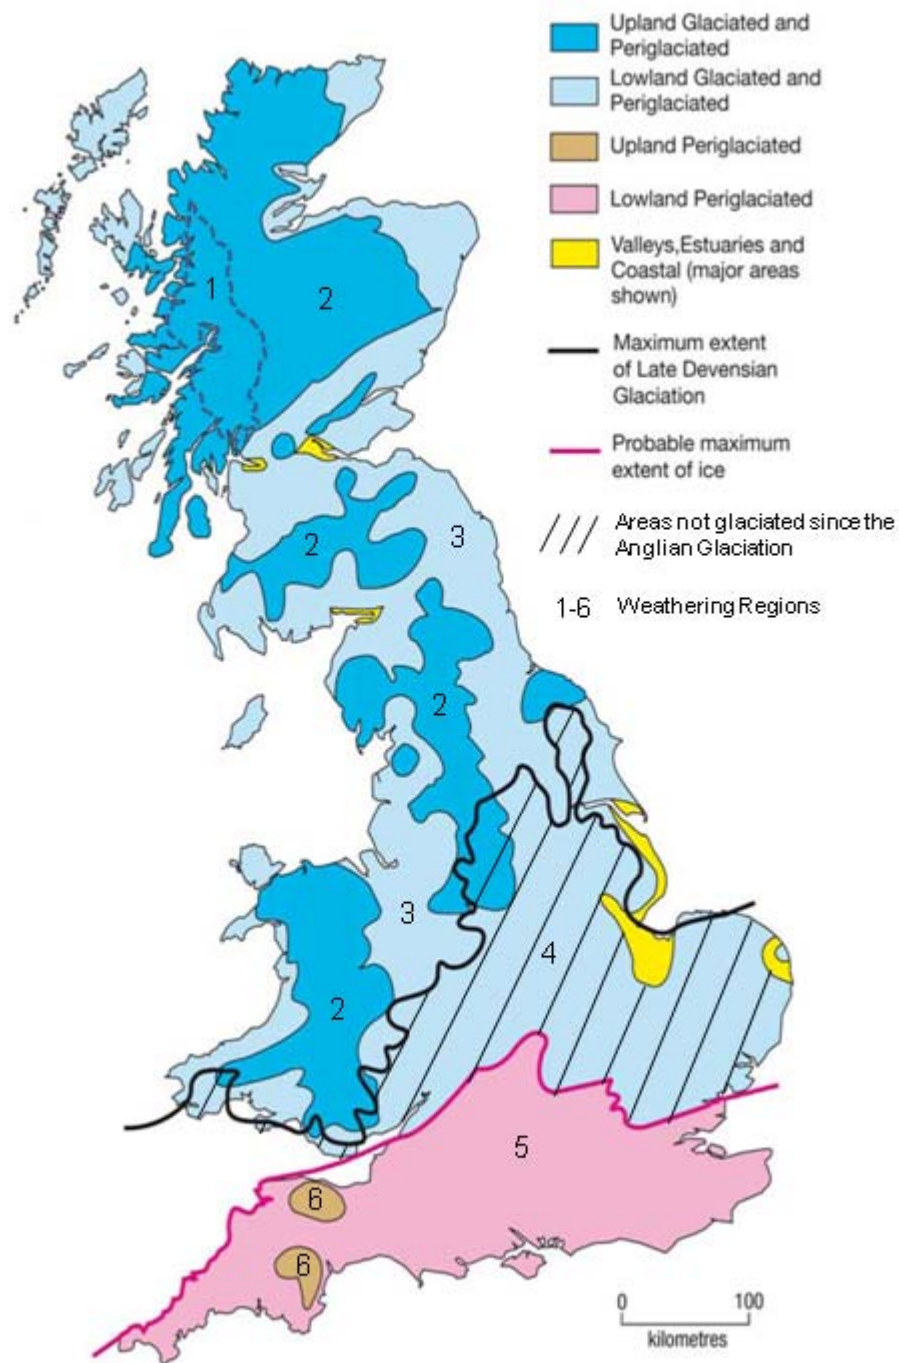 Upland Glaciated and
Periglaciated
Lowland Glaciated and
Periglaciated
Upland Periglaciated
Lowland Periglaciated
Valleys,Estuaries and
Coastal (major areas
shown)
Maximum extent
of Late Devensian
Glaciation
Probable maximum
extent of ice
Areas not glaciated since the
Anglian Glaciation
1-6 Weathering Regions
1
2
2
3
2
3
4
2
5
6
6
0 100
kilometres